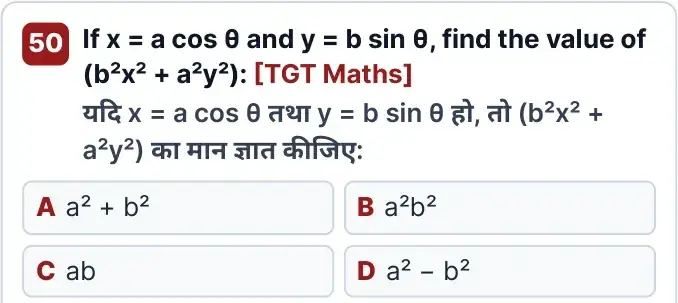 50 If x = a cos θ and y = b sin θ, find the value of
(b²x² + a²y²): [TGT Maths]
यदि x = a cos θ तथा y = b sin θ हो, तो (b²x² +
a²y²) का मान ज्ञात कीजिए:
A a² + b²
B a²b²
C ab
D a² − b²